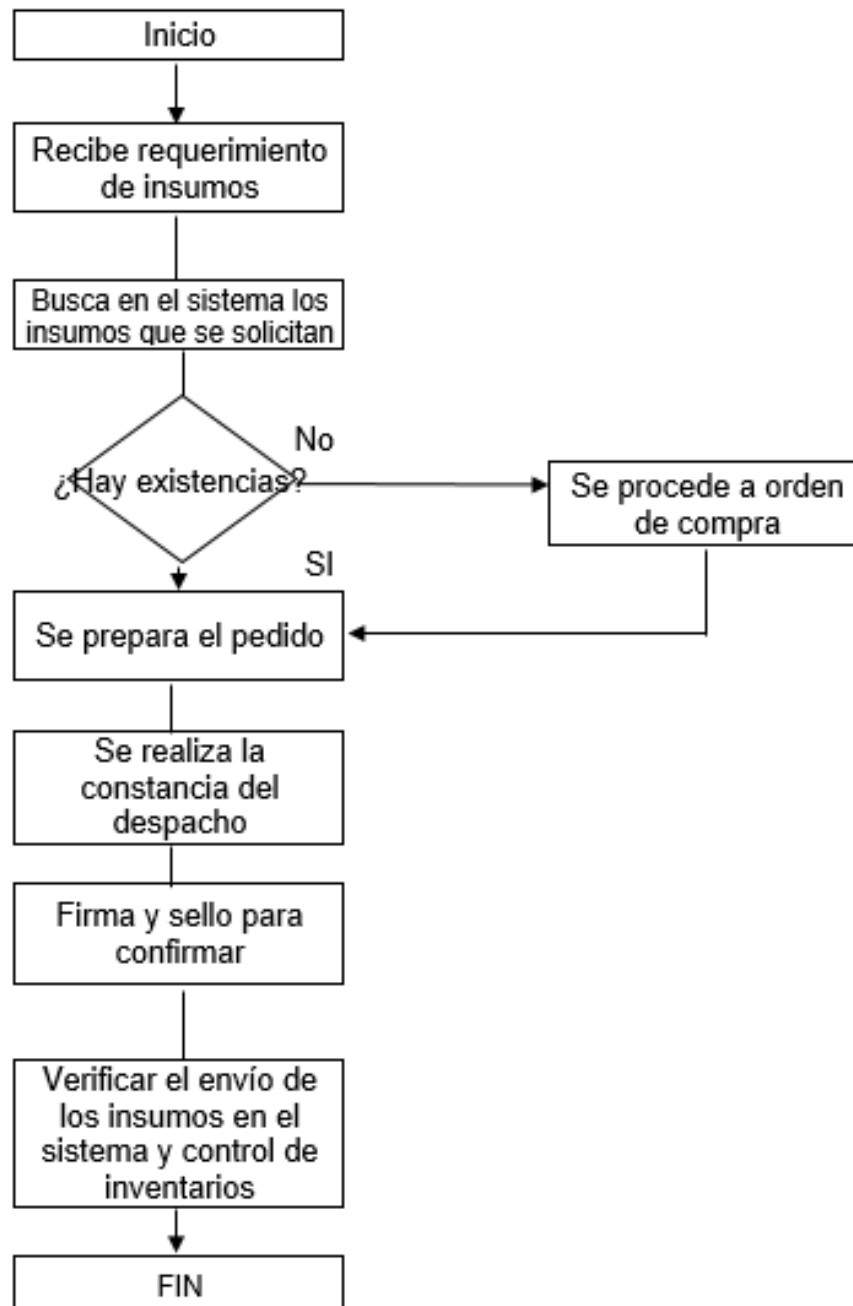 Inicio
Recibe requerimiento
de insumos
Busca en el sistema los
insumos que se solicitan
No
¿Hay existencias?
Se procede a orden
de compra
SI
Se prepara el pedido
Se realiza la
constancia del
despacho
Firma y sello para
confirmar
Verificar el envío de
los insumos en el
sistema y control de
inventarios
FIN